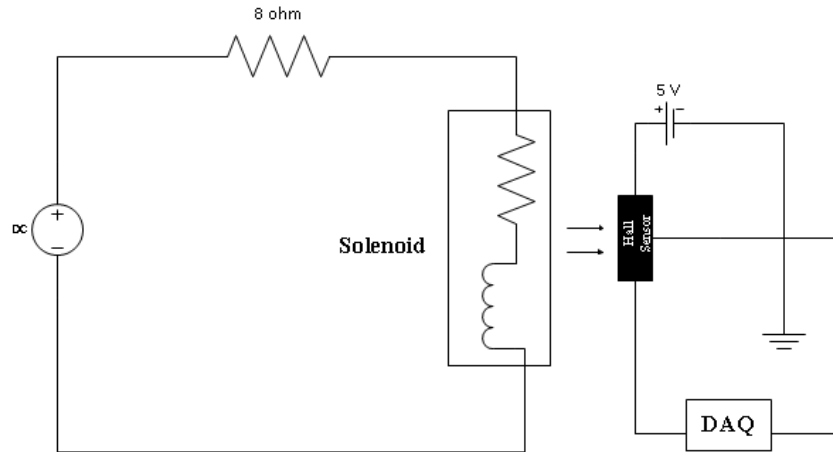 8 ohm
5 V
+ −
DC
+
−
Solenoid
Hall
Sensor
DAQ